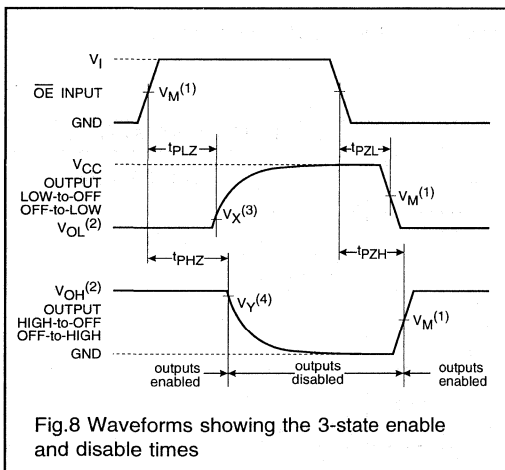 V_I
OE INPUT
V_M(1)
GND
t_PLZ
t_PZL
V_CC
OUTPUT
LOW-to-OFF
OFF-to-LOW
V_M(1)
V_X(3)
V_OL(2)
t_PHZ
t_PZH
V_OH(2)
V_Y(4)
OUTPUT
HIGH-to-OFF
OFF-to-HIGH
V_M(1)
GND
outputs enabled
outputs disabled
outputs enabled
Fig.8 Waveforms showing the 3-state enable
and disable times